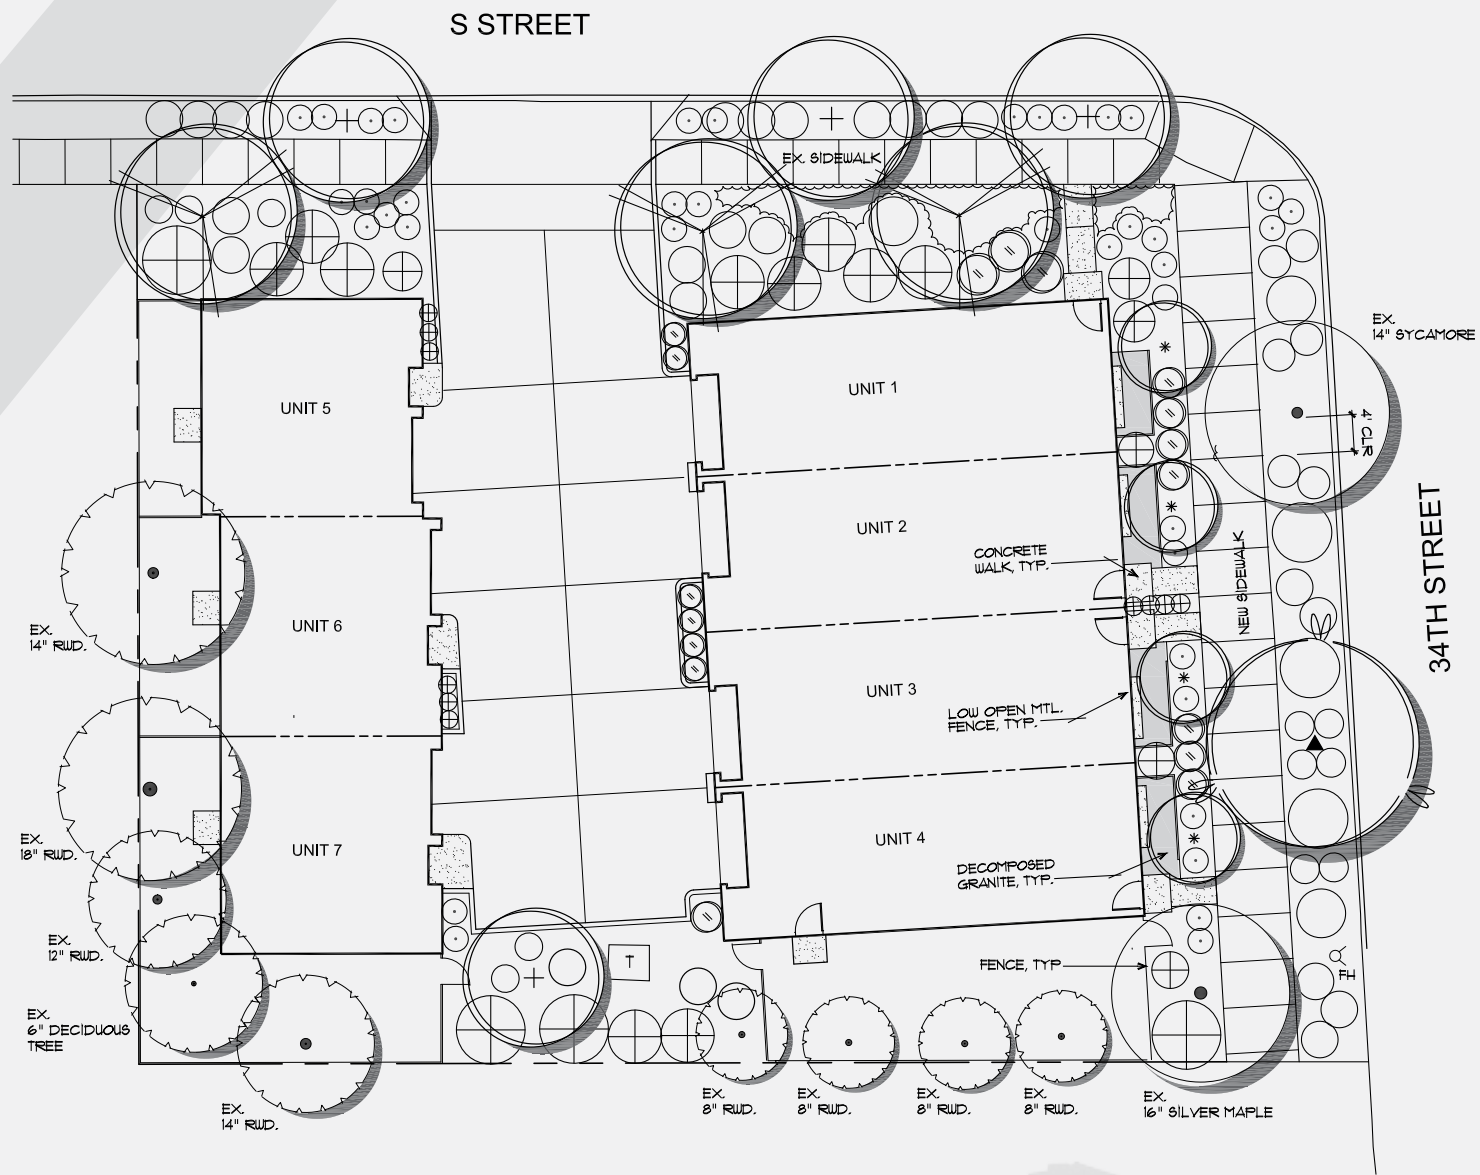 S STREET
EX. SIDEWALK
EX.
14" SYCAMORE
UNIT 1
UNIT 5
4' CLR
34TH STREET
UNIT 2
CONCRETE
WALK, TYP.
NEW SIDEWALK
EX.
14" RWD.
UNIT 6
UNIT 3
LOW OPEN MTL.
FENCE, TYP.
EX.
18" RWD.
UNIT 7
UNIT 4
DECOMPOSED
GRANITE, TYP.
EX.
12" RWD.
T
FENCE, TYP
FH
EX.
6" DECIDUOUS
TREE
EX.
14" RWD.
EX.
8" RWD.
EX.
8" RWD.
EX.
8" RWD.
EX.
8" RWD.
EX.
16" SILVER MAPLE